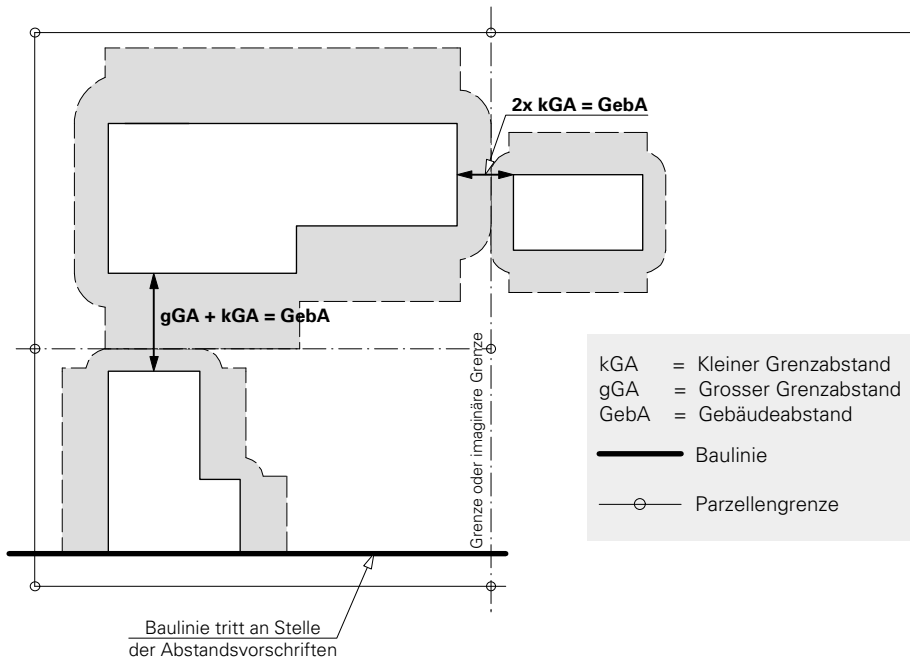 2x kGA = GebA
gGA + kGA = GebA
Grenze oder imaginäre Grenze
kGA = Kleiner Grenzabstand
gGA = Grosser Grenzabstand
GebA = Gebäudeabstand
Baulinie
Parzellengrenze
Baulinie tritt an Stelle
der Abstandsvorschriften